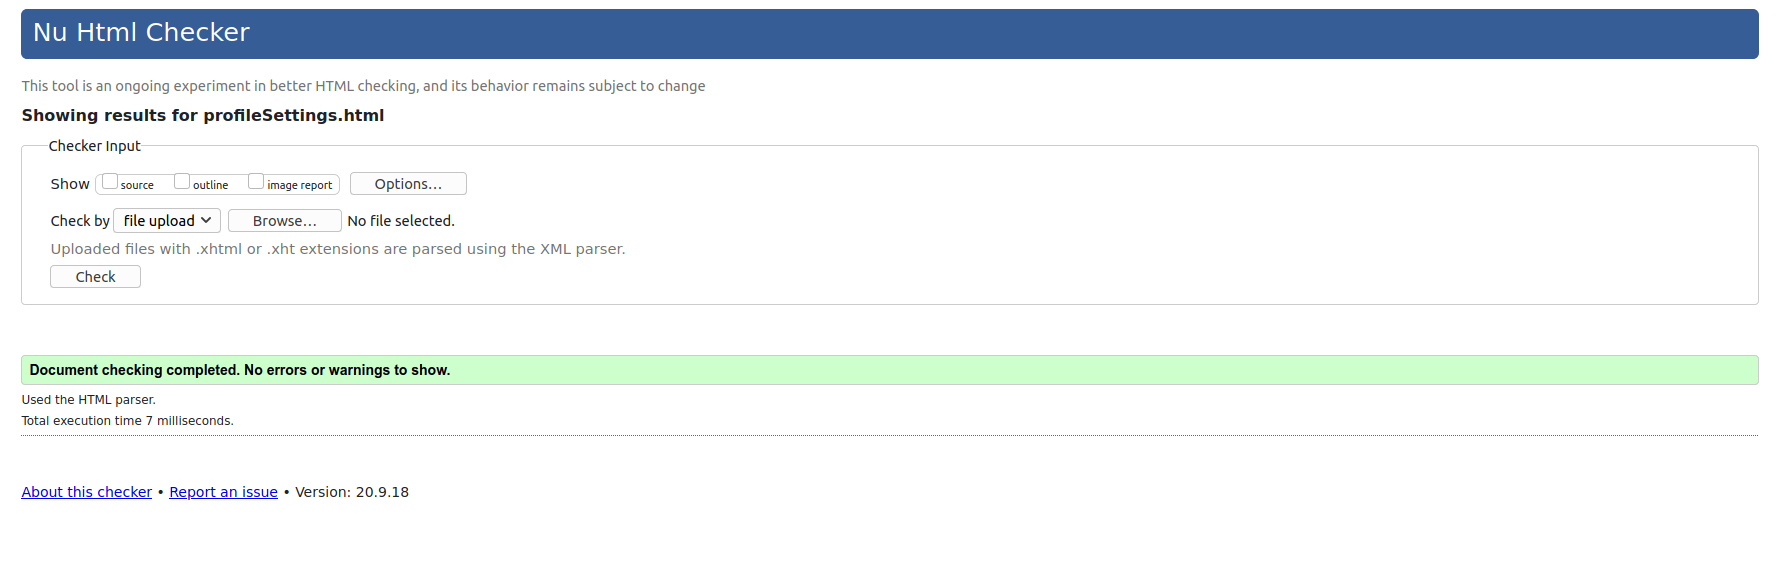 Nu Html Checker
This tool is an ongoing experiment in better HTML checking, and its behavior remains subject to change
Showing results for profileSettings.html
Checker Input
Show source outline image report Options...
Check by file upload Browse... No file selected.
Uploaded files with .xhtml or .xht extensions are parsed using the XML parser.
Check
Document checking completed. No errors or warnings to show.
Used the HTML parser.
Total execution time 7 milliseconds.
About this checker • Report an issue • Version: 20.9.18